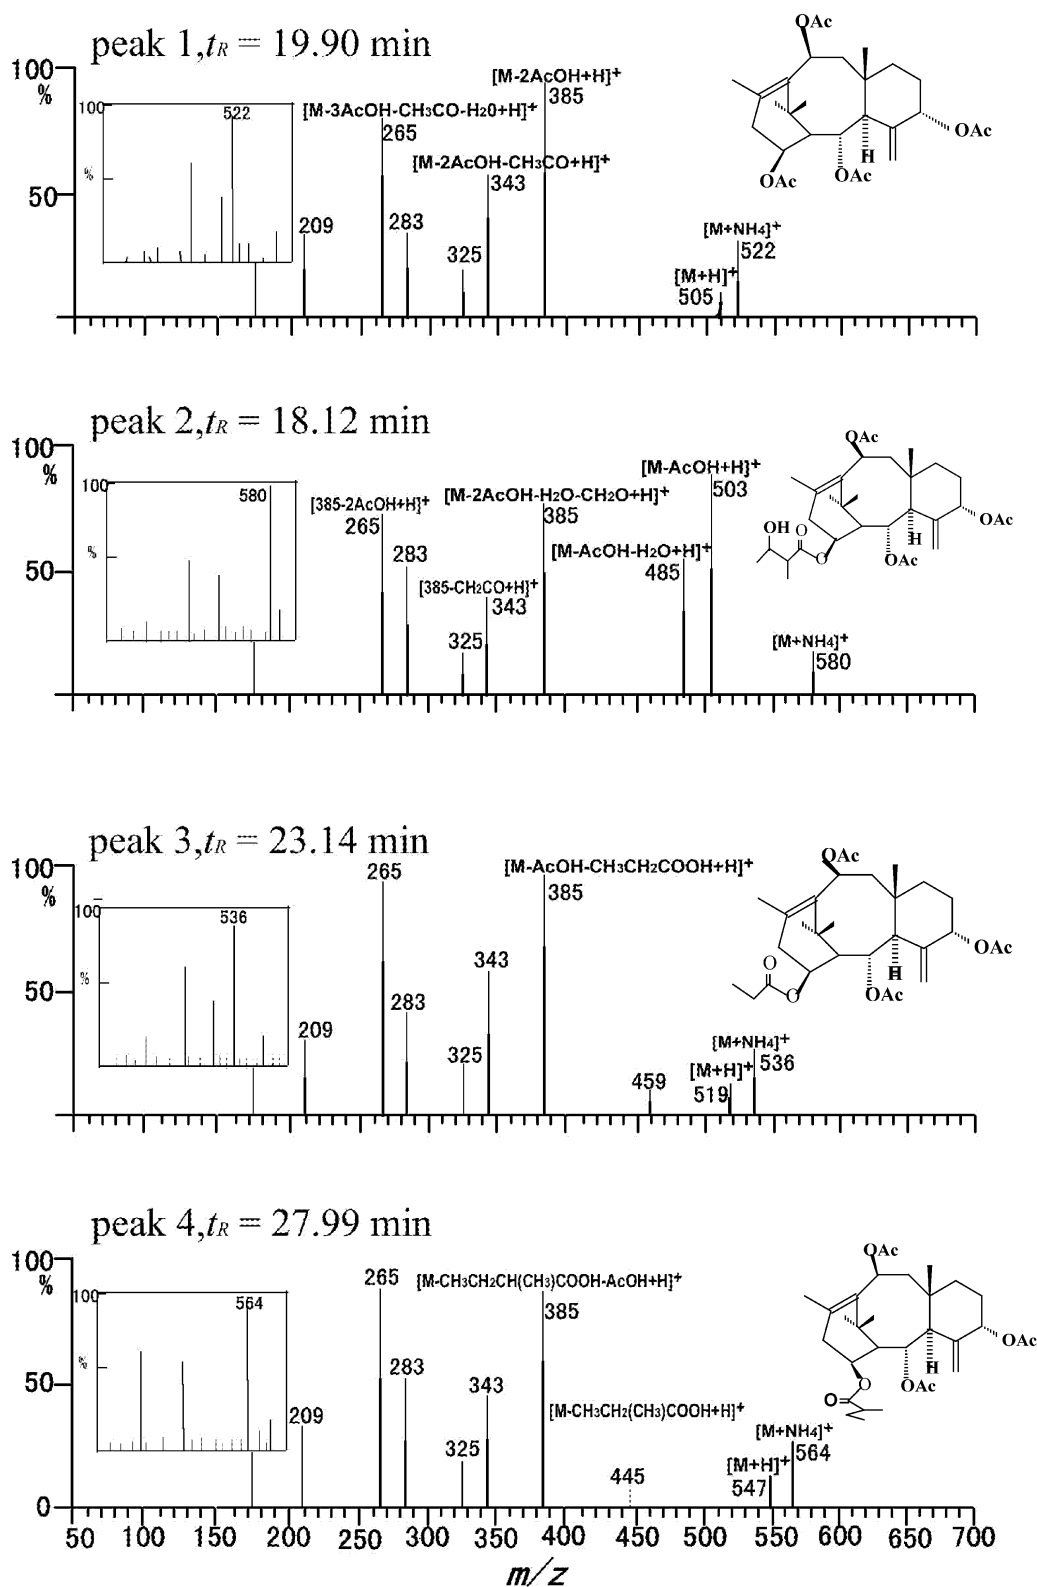 peak 1,tR = 19.90 min
100
%
50
100
%
522
[M-3AcOH-CH3CO-H20+H]+
265
[M-2AcOH+H]+
385
[M-2AcOH-CH3CO+H]+
343
209
283
325
[M+NH4]+
522
[M+H]+
505
OAc
OAc
OAc
OAc
H
peak 2,tR = 18.12 min
100
%
50
100
%
580
[385-2AcOH+H]+
265
283
[M-2AcOH-H2O-CH2O+H]+
385
[385-CH2CO+H]+
343
325
[M-AcOH+H]+
503
[M-AcOH-H2O+H]+
485
[M+NH4]+
580
OAc
OAc
OAc
OH
O
O
H
peak 3,tR = 23.14 min
100
%
50
100
%
536
265
[M-AcOH-CH3CH2COOH+H]+
385
343
283
209
325
459
[M+NH4]+
536
[M+H]+
519
OAc
OAc
OAc
O
O
H
peak 4,tR = 27.99 min
100
%
50
0
100
%
564
265
[M-CH3CH2CH(CH3)COOH-AcOH+H]+
385
283
343
209
325
[M-CH3CH2(CH3)COOH+H]+
445
[M+NH4]+
564
[M+H]+
547
OAc
OAc
OAc
O
O
H
50 100 150 200 250 300 350 400 450 500 550 600 650 700
m/z